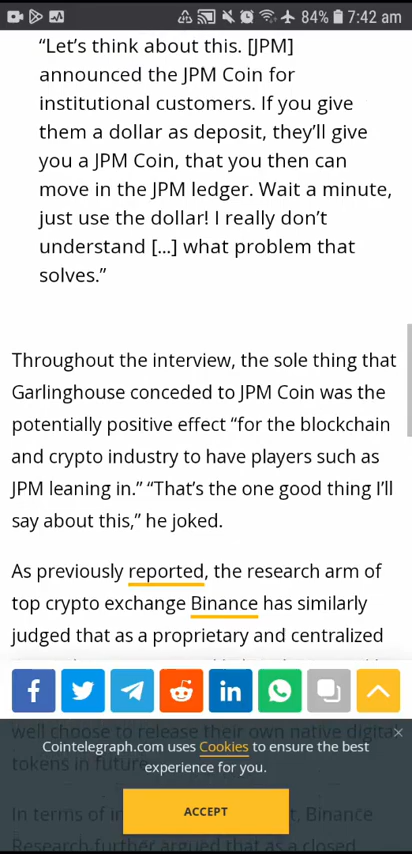 84% 7:42 am
“Let’s think about this. [JPM]
announced the JPM Coin for
institutional customers. If you give
them a dollar as deposit, they’ll give
you a JPM Coin, that you then can
move in the JPM ledger. Wait a minute,
just use the dollar! I really don’t
understand [...] what problem that
solves.”
Throughout the interview, the sole thing that
Garlinghouse conceded to JPM Coin was the
potentially positive effect “for the blockchain
and crypto industry to have players such as
JPM leaning in.” “That’s the one good thing I’ll
say about this,” he joked.
As previously reported, the research arm of
top crypto exchange Binance has similarly
judged that as a proprietary and centralized
well choose to release their own native digital
Cointelegraph.com uses Cookies to ensure the best
tokens in future.
experience for you.
ACCEPT
In terms of
, Binance
Research further argued that as a closed